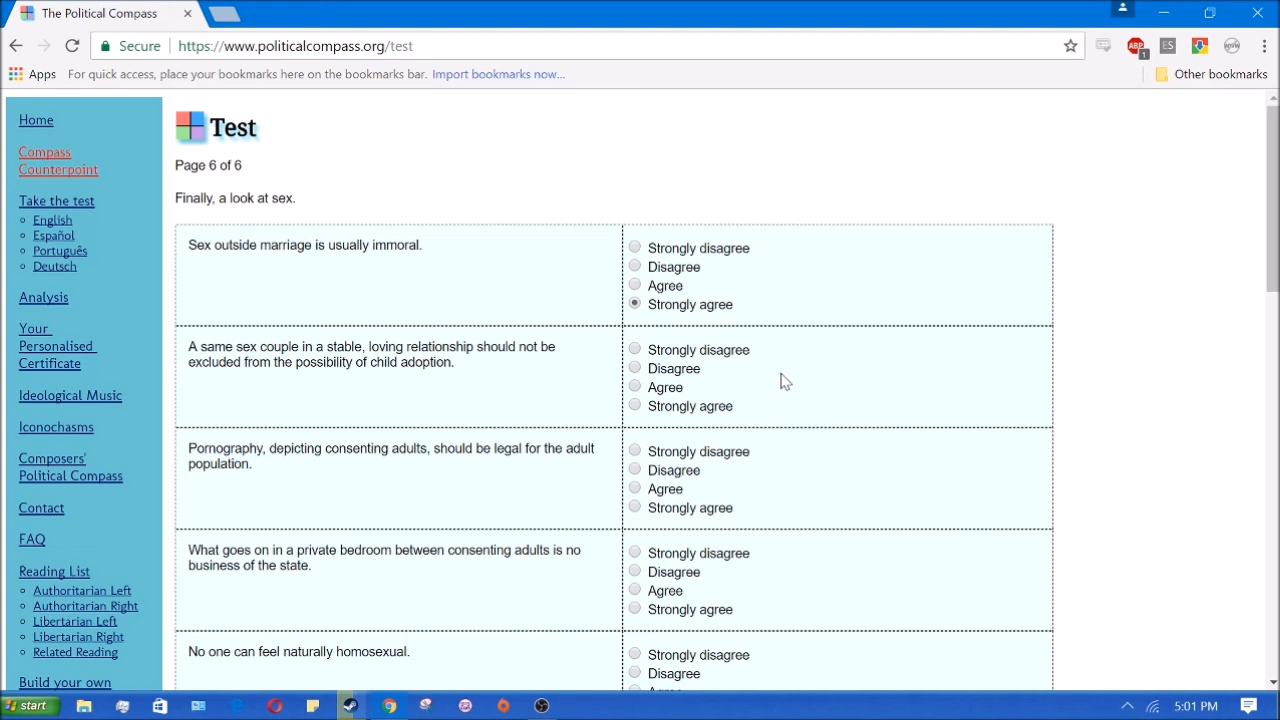 The Political Compass
Secure
https://www.politicalcompass.org/test
ABP
1
ES
Apps
For quick access, place your bookmarks here on the bookmarks bar. Import bookmarks now...
Other bookmarks
Home
Compass
Counterpoint
Take the test
English
Español
Português
Deutsch
Analysis
Your
Personalised
Certificate
Ideological Music
Iconochasms
Composers'
Political Compass
Contact
FAQ
Reading List
Authoritarian Left
Authoritarian Right
Libertarian Left
Libertarian Right
Related Reading
Build your own
Test
Page 6 of 6
Finally, a look at sex.
Sex outside marriage is usually immoral.
Strongly disagree
Disagree
Agree
Strongly agree
A same sex couple in a stable, loving relationship should not be
excluded from the possibility of child adoption.
Strongly disagree
Disagree
Agree
Strongly agree
Pornography, depicting consenting adults, should be legal for the adult
population.
Strongly disagree
Disagree
Agree
Strongly agree
What goes on in a private bedroom between consenting adults is no
business of the state.
Strongly disagree
Disagree
Agree
Strongly agree
No one can feel naturally homosexual.
Strongly disagree
Disagree
start
5:01 PM